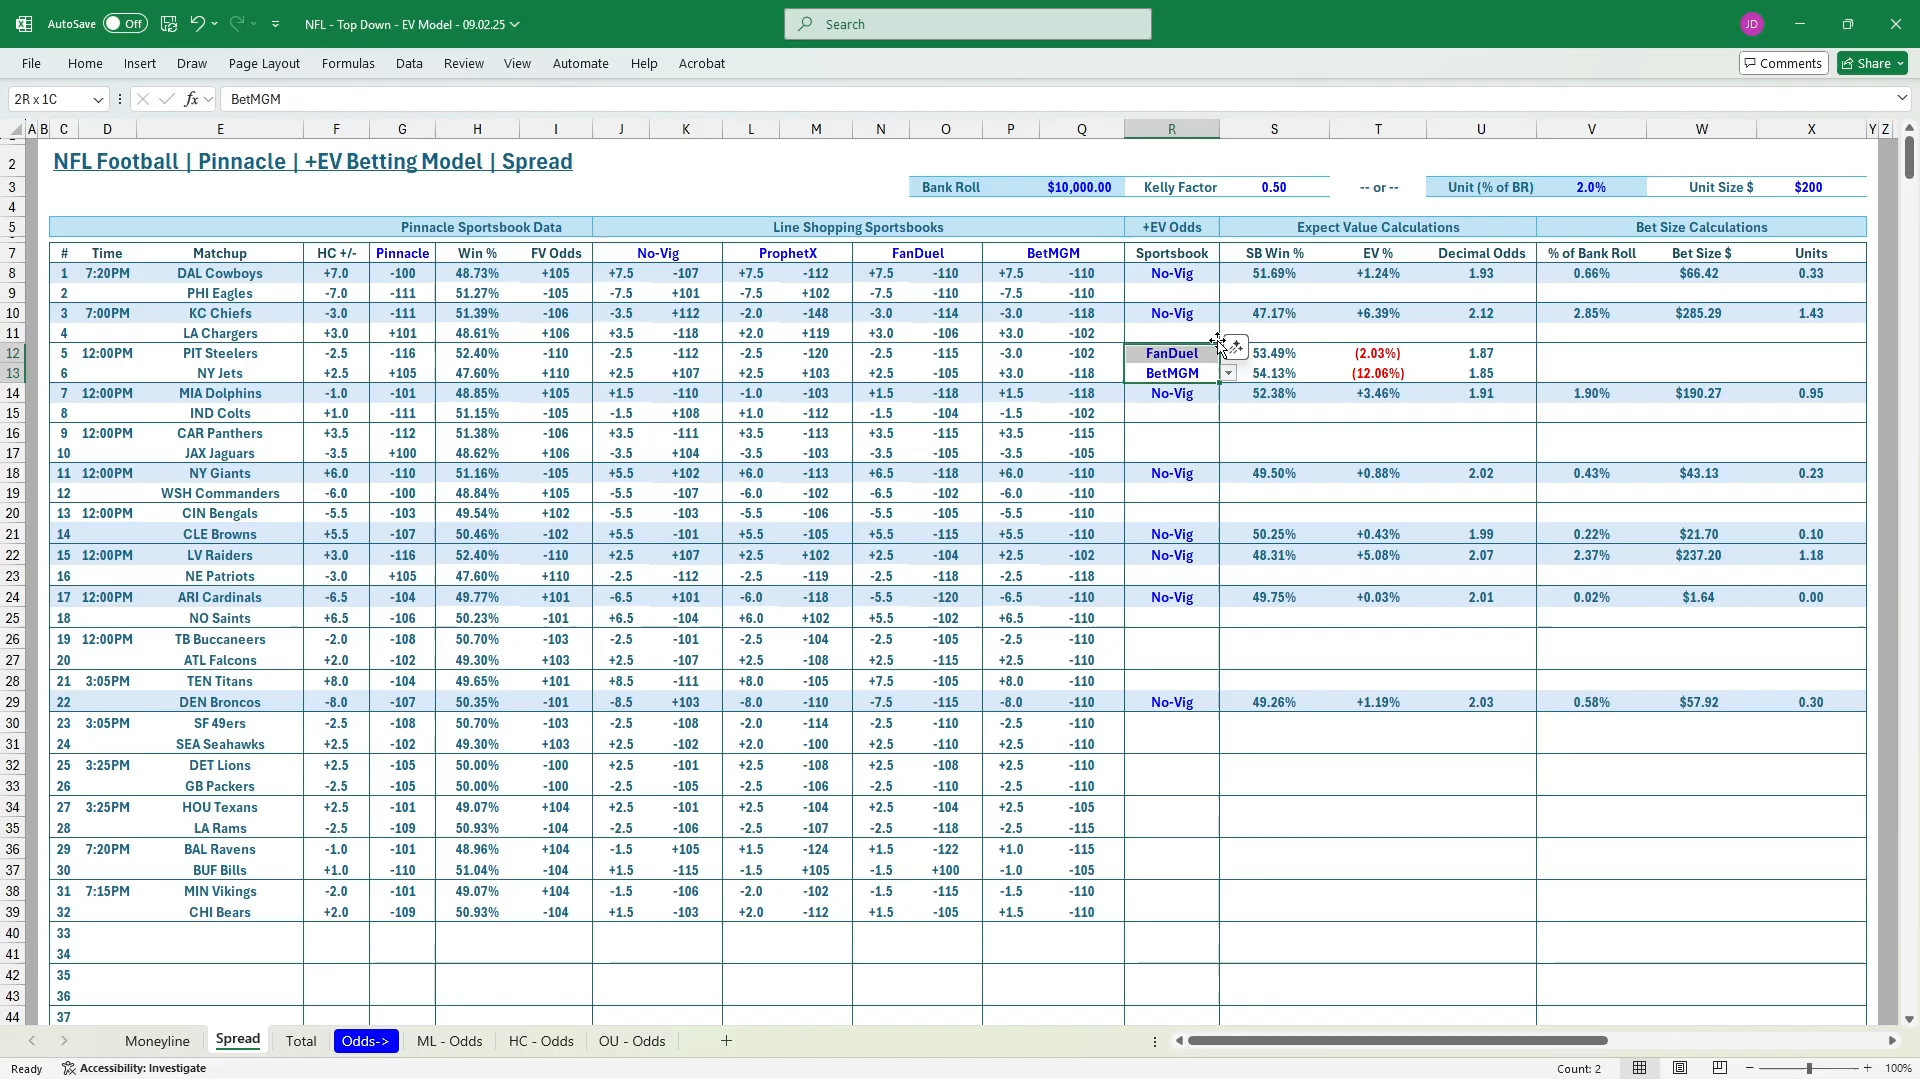 AutoSave Off NFL - Top Down - EV Model - 09.02.25 Search JD
File Home Insert Draw Page Layout Formulas Data Review View Automate Help Acrobat Comments Share
2R x 1C fx BetMGM
A B C D E F G H I J K L M N O P Q R S T U V W X Y Z
2 NFL Football | Pinnacle | +EV Betting Model | Spread
3 Bank Roll $10,000.00 Kelly Factor 0.50 -- or -- Unit (% of BR) 2.0% Unit Size $ $200
4
5 Pinnacle Sportsbook Data Line Shopping Sportsbooks +EV Odds Expect Value Calculations Bet Size Calculations
7 # Time Matchup HC +/- Pinnacle Win % FV Odds No-Vig ProphetX FanDuel BetMGM Sportsbook SB Win % EV % Decimal Odds % of Bank Roll Bet Size $ Units
8 1 7:20PM DAL Cowboys +7.0 -100 48.73% +105 +7.5 -107 +7.5 -112 +7.5 -110 +7.5 -110 No-Vig 51.69% +1.24% 1.93 0.66% $66.42 0.33
9 2 PHI Eagles -7.0 -111 51.27% -105 -7.5 +101 -7.5 +102 -7.5 -110 -7.5 -110
10 3 7:00PM KC Chiefs -3.0 -111 51.39% -106 -3.5 +112 -2.0 -148 -3.0 -114 -3.0 -118 No-Vig 47.17% +6.39% 2.12 2.85% $285.29 1.43
11 4 LA Chargers +3.0 +101 48.61% +106 +3.5 -118 +2.0 +119 +3.0 -106 +3.0 -102
12 5 12:00PM PIT Steelers -2.5 -116 52.40% -110 -2.5 -112 -2.5 -120 -2.5 -115 -3.0 -102 FanDuel 53.49% (2.03%) 1.87
13 6 NY Jets +2.5 +105 47.60% +110 +2.5 +107 +2.5 +103 +2.5 -105 +3.0 -118 BetMGM 54.13% (12.06%) 1.85
14 7 12:00PM MIA Dolphins -1.0 -101 48.85% +105 +1.5 -110 -1.0 -103 +1.5 -118 +1.5 -118 No-Vig 52.38% +3.46% 1.91 1.90% $190.27 0.95
15 8 IND Colts +1.0 -111 51.15% -105 -1.5 +108 +1.0 -112 -1.5 -104 -1.5 -102
16 9 12:00PM CAR Panthers +3.5 -112 51.38% -106 +3.5 -111 +3.5 -113 +3.5 -115 +3.5 -115
17 10 JAX Jaguars -3.5 +100 48.62% +106 -3.5 +104 -3.5 -103 -3.5 -105 -3.5 -105
18 11 12:00PM NY Giants +6.0 -110 51.16% -105 +5.5 +102 +6.0 -113 +6.5 -118 +6.0 -110 No-Vig 49.50% +0.88% 2.02 0.43% $43.13 0.23
19 12 WSH Commanders -6.0 -100 48.84% +105 -5.5 -107 -6.0 -102 -6.5 -102 -6.0 -110
20 13 12:00PM CIN Bengals -5.5 -103 49.54% +102 -5.5 -103 -5.5 -106 -5.5 -105 -5.5 -110
21 14 CLE Browns +5.5 -107 50.46% -102 +5.5 -101 +5.5 -105 +5.5 -115 +5.5 -110 No-Vig 50.25% +0.43% 1.99 0.22% $21.70 0.10
22 15 12:00PM LV Raiders +3.0 -116 52.40% -110 +2.5 +107 +2.5 +102 +2.5 -104 +2.5 -102 No-Vig 48.31% +5.08% 2.07 2.37% $237.20 1.18
23 16 NE Patriots -3.0 +105 47.60% +110 -2.5 -112 -2.5 -119 -2.5 -118 -2.5 -118
24 17 12:00PM ARI Cardinals -6.5 -104 49.77% +101 -6.5 +101 -6.0 -118 -5.5 -120 -6.5 -110 No-Vig 49.75% +0.03% 2.01 0.02% $1.64 0.00
25 18 NO Saints +6.5 -106 50.23% -101 +6.5 -104 +6.0 +102 +5.5 -102 +6.5 -110
26 19 12:00PM TB Buccaneers -2.0 -108 50.70% -103 -2.5 -101 -2.5 -104 -2.5 -105 -2.5 -110
27 20 ATL Falcons +2.0 -102 49.30% +103 +2.5 -107 +2.5 -108 +2.5 -115 +2.5 -110
28 21 3:05PM TEN Titans +8.0 -104 49.65% +101 +8.5 -111 +8.0 -105 +7.5 -105 +8.0 -110
29 22 DEN Broncos -8.0 -107 50.35% -101 -8.5 +103 -8.0 -110 -7.5 -115 -8.0 -110 No-Vig 49.26% +1.19% 2.03 0.58% $57.92 0.30
30 23 3:05PM SF 49ers -2.5 -108 50.70% -103 -2.5 -108 -2.0 -114 -2.5 -110 -2.5 -110
31 24 SEA Seahawks +2.5 -102 49.30% +103 +2.5 -102 +2.0 -100 +2.5 -110 +2.5 -110
32 25 3:25PM DET Lions +2.5 -105 50.00% -100 +2.5 -101 +2.5 -108 +2.5 -108 +2.5 -110
33 26 GB Packers -2.5 -105 50.00% -100 -2.5 -105 -2.5 -106 -2.5 -110 -2.5 -110
34 27 3:25PM HOU Texans +2.5 -101 49.07% +104 +2.5 -101 +2.5 -104 +2.5 -104 +2.5 -105
35 28 LA Rams -2.5 -109 50.93% -104 -2.5 -106 -2.5 -107 -2.5 -118 -2.5 -115
36 29 7:20PM BAL Ravens -1.0 -101 48.96% +104 -1.5 +105 +1.5 -124 +1.5 -122 +1.0 -115
37 30 BUF Bills +1.0 -110 51.04% -104 +1.5 -115 -1.5 +105 -1.5 +100 -1.0 -105
38 31 7:15PM MIN Vikings -2.0 -101 49.07% +104 -1.5 -106 -2.0 -102 -1.5 -115 -1.5 -110
39 32 CHI Bears +2.0 -109 50.93% -104 +1.5 -103 +2.0 -112 +1.5 -105 +1.5 -110
40 33
41 34
42 35
43 36
44 37
Moneyline Spread Total Odds-> ML - Odds HC - Odds OU - Odds
Ready Accessibility: Investigate Count: 2 100%